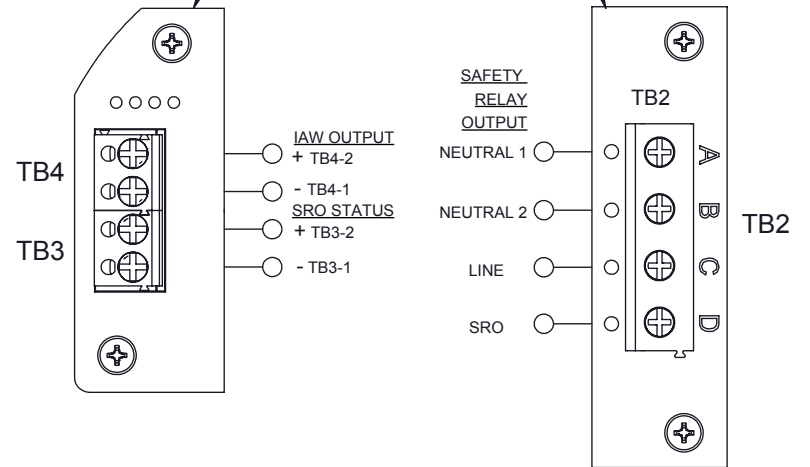 TB4
TB3
IAW OUTPUT
+ TB4-2
- TB4-1
SRO STATUS
+ TB3-2
- TB3-1
SAFETY
RELAY
OUTPUT
NEUTRAL 1
NEUTRAL 2
LINE
SRO
TB2
A
B
C
D
TB2